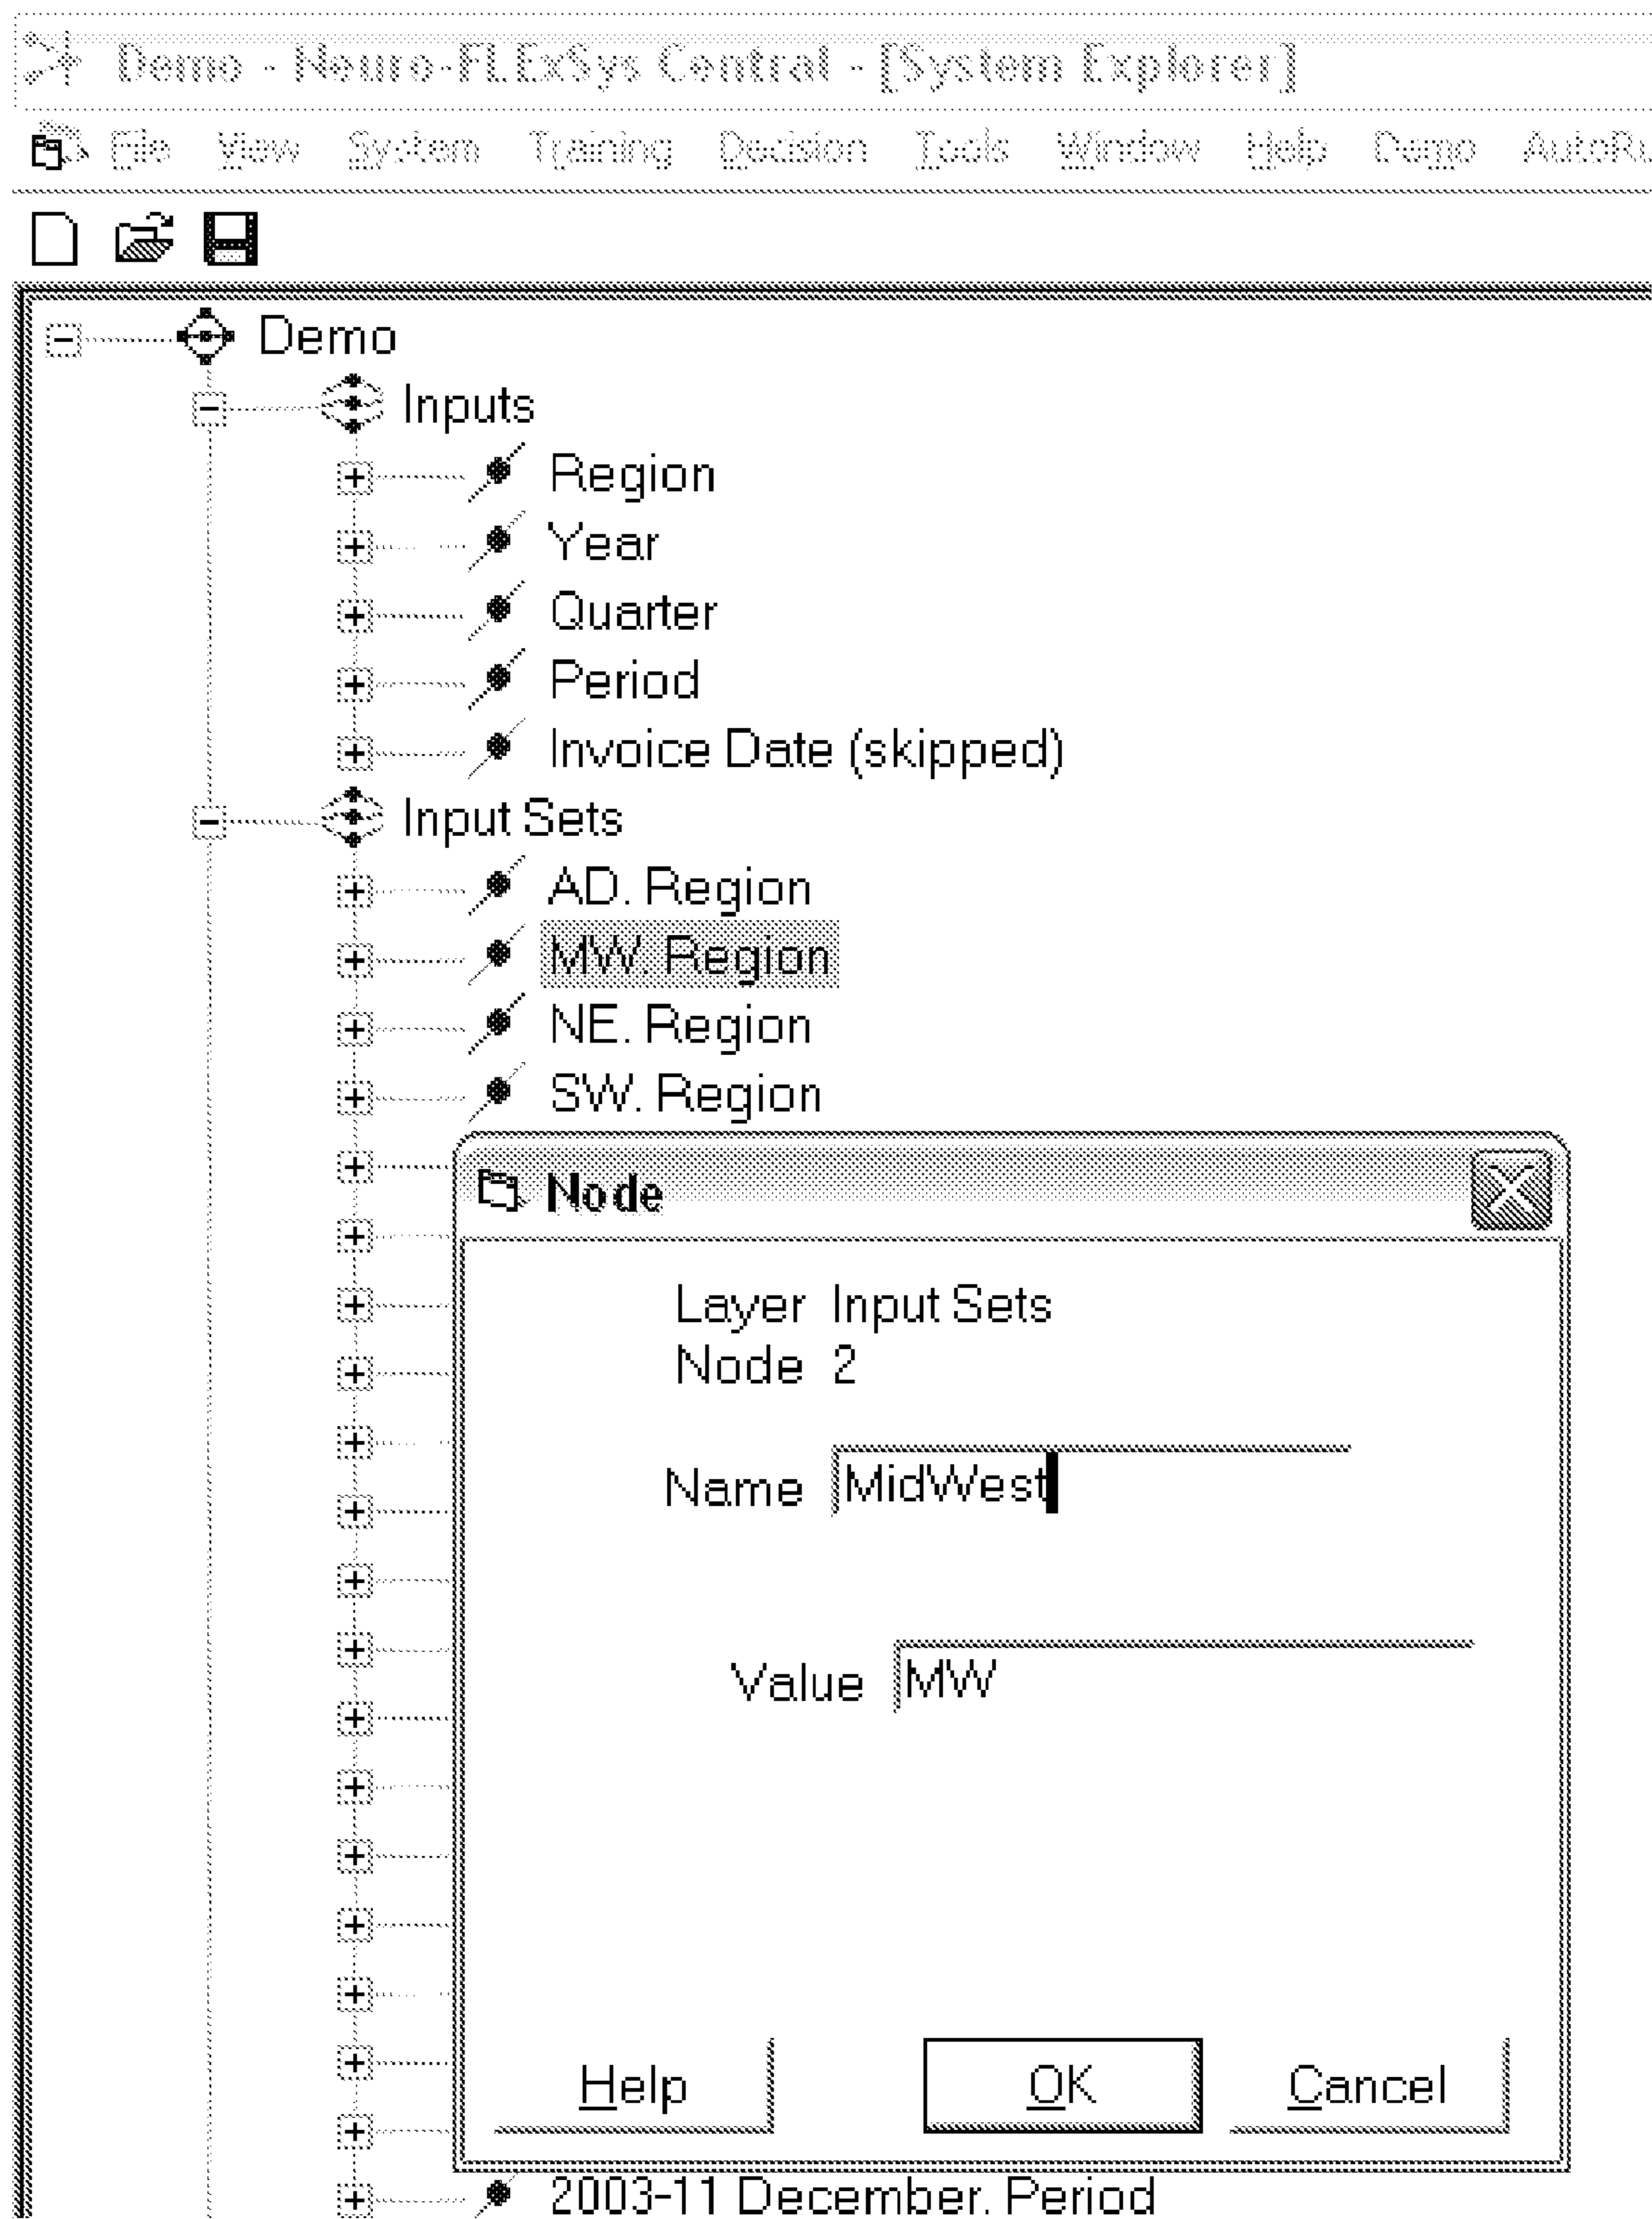 Demo - Neuro-FLExSys Central - [System Explorer]
File View System Training Decision Tools Window Help Demo AutoRu
Demo
Inputs
Region
Year
Quarter
Period
Invoice Date (skipped)
Input Sets
AD. Region
MW. Region
NE. Region
SW. Region
Node
Layer Input Sets
Node 2
Name MidWest
Value MW
Help OK Cancel
2003-11 December. Period